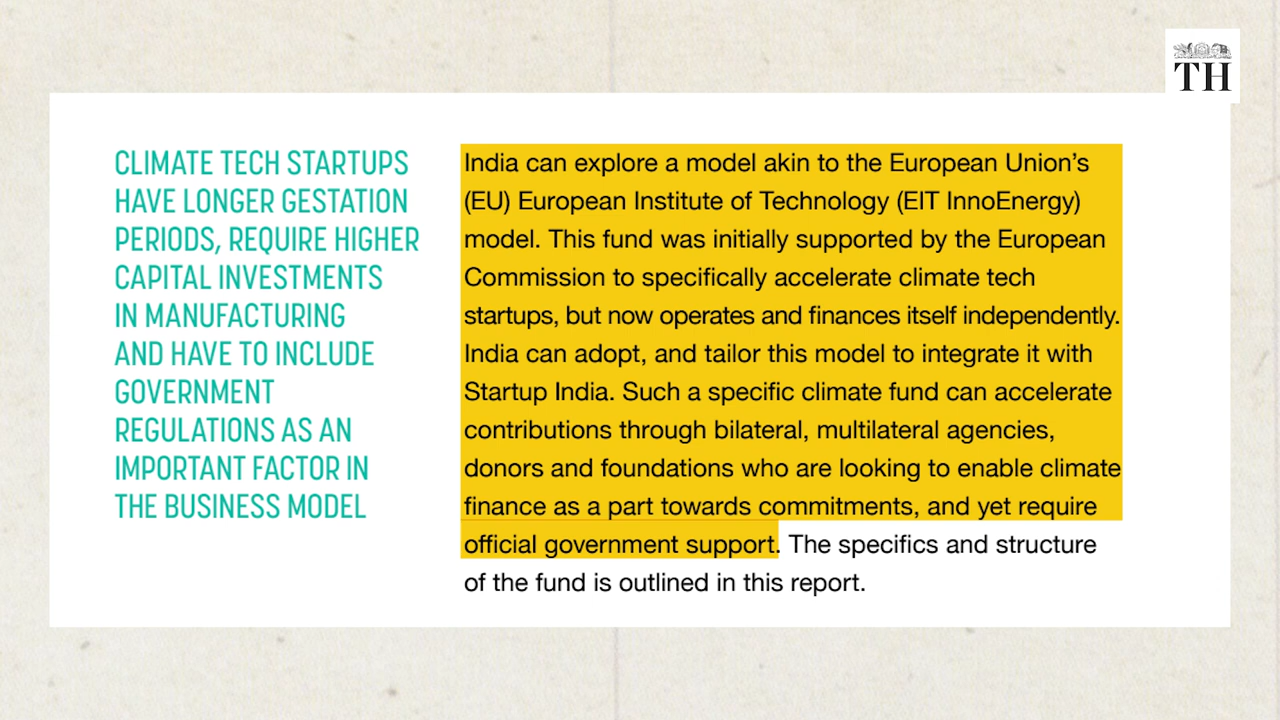 TH
CLIMATE TECH STARTUPS
HAVE LONGER GESTATION
PERIODS, REQUIRE HIGHER
CAPITAL INVESTMENTS
IN MANUFACTURING
AND HAVE TO INCLUDE
GOVERNMENT
REGULATIONS AS AN
IMPORTANT FACTOR IN
THE BUSINESS MODEL
India can explore a model akin to the European Union’s
(EU) European Institute of Technology (EIT InnoEnergy)
model. This fund was initially supported by the European
Commission to specifically accelerate climate tech
startups, but now operates and finances itself independently.
India can adopt, and tailor this model to integrate it with
Startup India. Such a specific climate fund can accelerate
contributions through bilateral, multilateral agencies,
donors and foundations who are looking to enable climate
finance as a part towards commitments, and yet require
official government support. The specifics and structure
of the fund is outlined in this report.